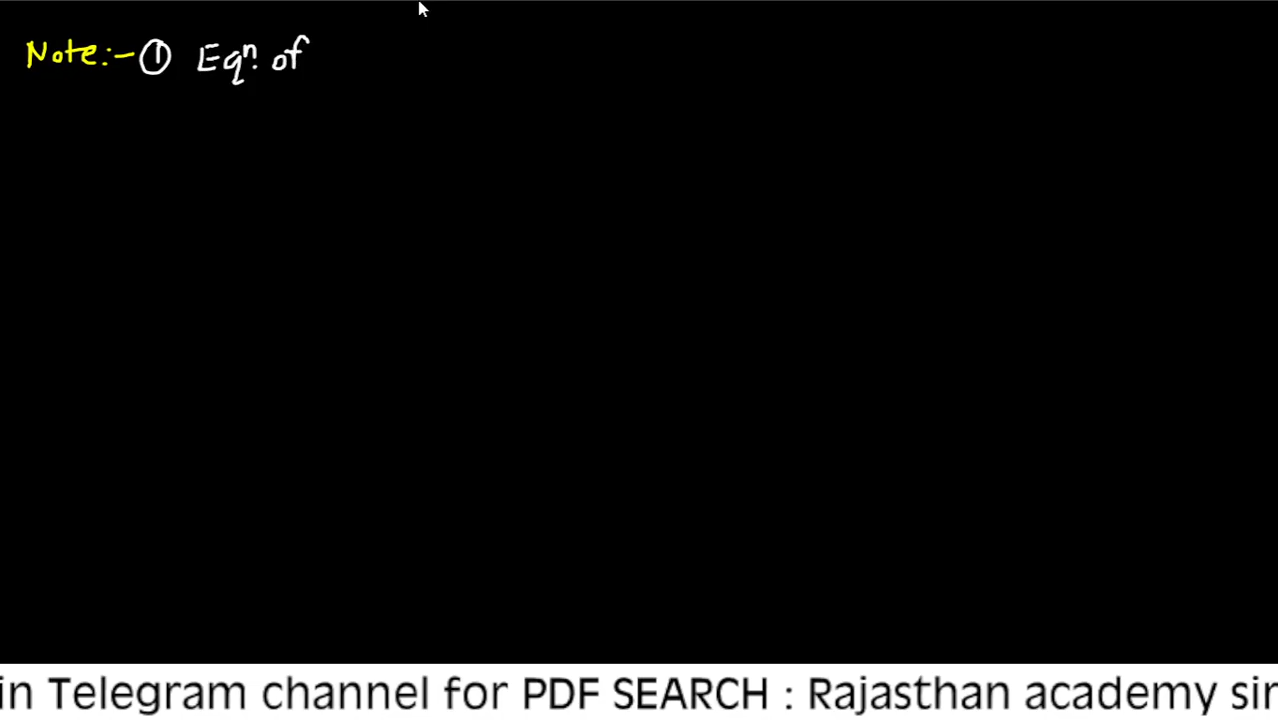 Note:- ① Eqn. of
in Telegram channel for PDF SEARCH : Rajasthan academy sir